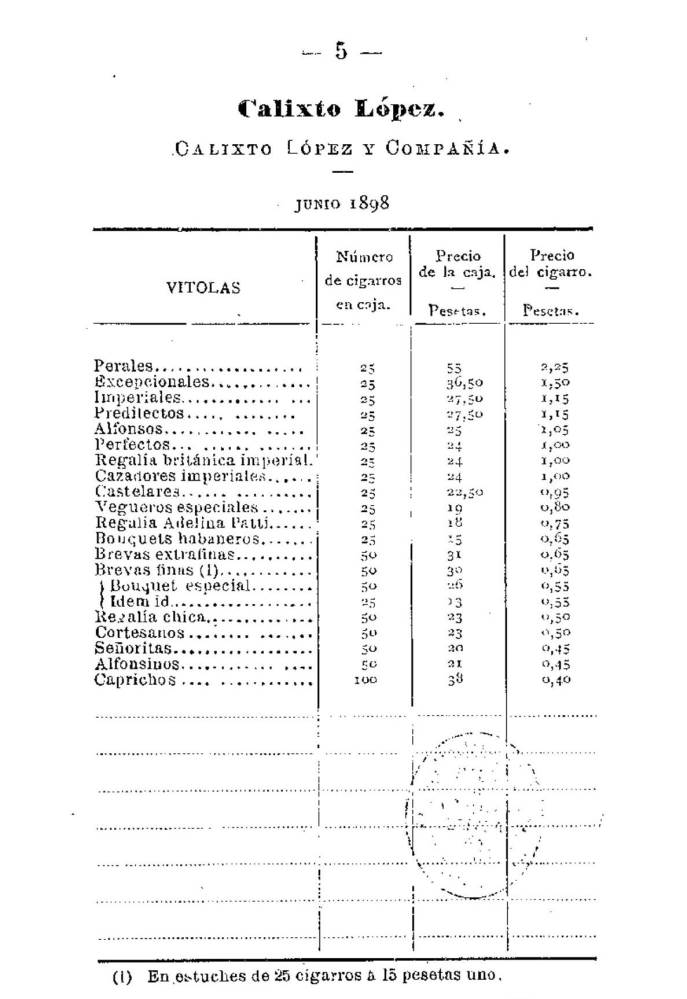 — 5 —
Calixto López.
CALIXTO LÓPEZ Y COMPAÑÍA.
JUNIO 1898
VITOLAS | Número de cigarros en caja. | Precio de la caja. — Pesetas. | Precio del cigarro. — Pesetas.
Perales.................... 25 55 2,25
Excepcionales............. 25 36,50 1,50
Imperiales............. ... 25 27,50 1,15
Predilectos..... ........ 25 27,50 1,15
Alfonsos............ ..... 25 25 1,05
Perfectos... ....... ....... 25 24 1,00
Regalía británica imperial. 25 24 1,00
Cazadores imperiales...... 25 24 1,00
Castelares...... .......... 25 22,50 0,95
Vegueros especiales ....... 25 19 0,80
Regalia Adelina Patti...... 25 18 0,75
Bouquets habaneros....... 25 15 0,65
Brevas extrafinas.......... 50 31 0,65
Brevas finas (1)............ 50 30 0,65
Bouquet especial........ 50 26 0,55
Idem id................... 25 13 0,55
Regalía chica.............. 50 23 0,50
Cortesanos ........ ....... 50 23 0,50
Señoritas.................. 50 20 0,45
Alfonsinos............ .... 50 21 0,45
Caprichos .... ............ 100 38 0,40
(1) En estuches de 25 cigarros à 15 pesetas uno.